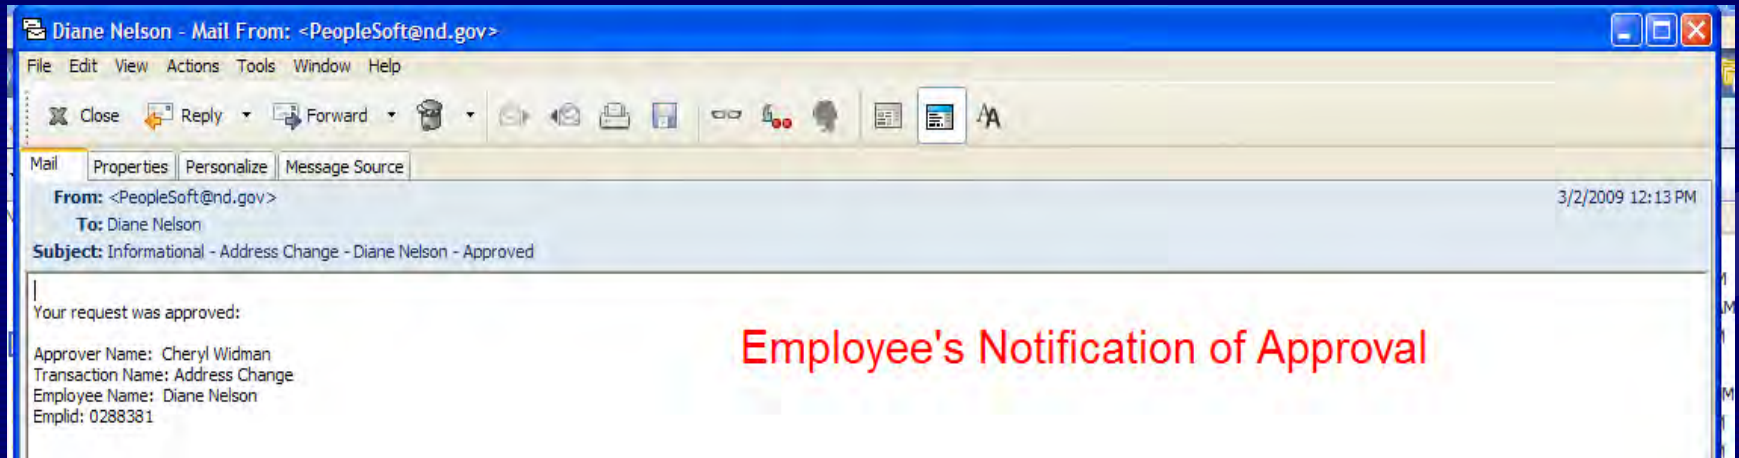 Diane Nelson - Mail From: <PeopleSoft@nd.gov>
File Edit View Actions Tools Window Help
Close Reply Forward
Mail Properties Personalize Message Source
From: <PeopleSoft@nd.gov> 3/2/2009 12:13 PM
To: Diane Nelson
Subject: Informational - Address Change - Diane Nelson - Approved
Your request was approved:
Employee's Notification of Approval
Approver Name: Cheryl Widman
Transaction Name: Address Change
Employee Name: Diane Nelson
Emplid: 0288381